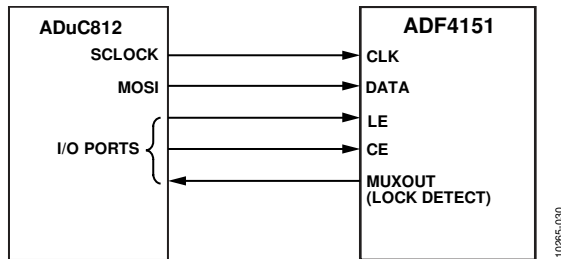 ADuC812
ADF4151
SCLOCK
CLK
MOSI
DATA
I/O PORTS
LE
CE
MUXOUT
(LOCK DETECT)
10265-030